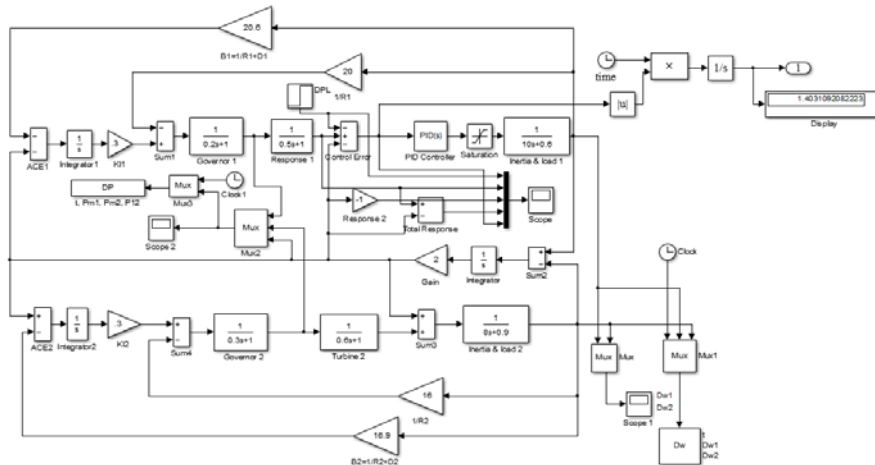 20.6
B1=1/R1+D1
20
1/R1
DPL
time
×
1/s
1
|u|
1.4031092082223
Display
ACE1
1
s
Integrator1
.3
KI1
Sum1
1
0.2s+1
Governor 1
1
0.5s+1
Response 1
Control Error
PID(s)
PID Controller
Saturation
1
10s+0.6
Inertia & load 1
DP
t, Pm1, Pm2, P12
Mux
Mux3
Clock1
-1
Response 2
Total Response
Scope
Scope 2
Mux
Mux2
2
Gain
1
s
Integrator
Sum2
Clock
ACE2
1
s
Integrator2
.3
KI2
Sum4
1
0.3s+1
Governor 2
1
0.6s+1
Turbine 2
Sum3
1
8s+0.9
Inertia & load 2
Mux
Mux
Mux
Mux1
16
1/R2
Dw1
Dw2
Scope 1
16.9
B2=1/R2+D2
Dw
t
Dw1
Dw2